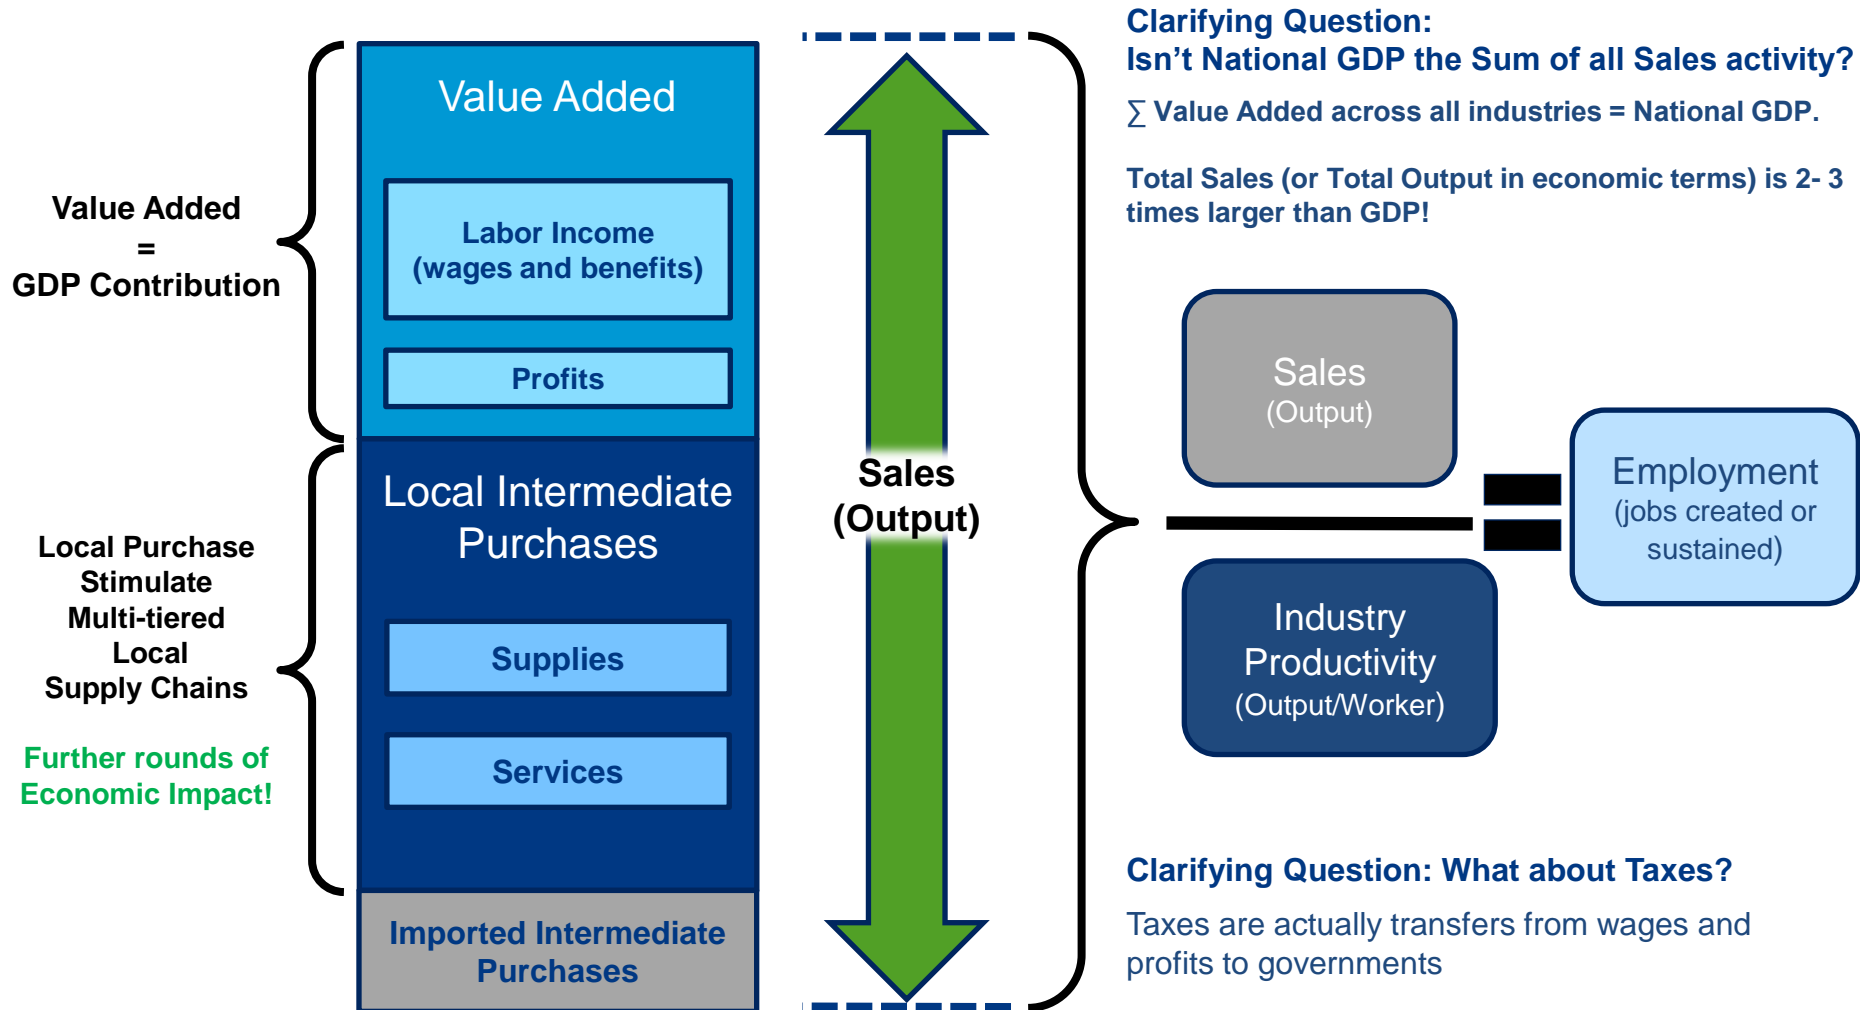 Value Added
=
GDP Contribution
Local Purchase
Stimulate
Multi-tiered
Local
Supply Chains
Further rounds of
Economic Impact!
Value Added
Labor Income
(wages and benefits)
Profits
Local Intermediate
Purchases
Supplies
Services
Imported Intermediate
Purchases
Sales
(Output)
Clarifying Question:
Isn’t National GDP the Sum of all Sales activity?
∑ Value Added across all industries = National GDP.
Total Sales (or Total Output in economic terms) is 2- 3
times larger than GDP!
Sales
(Output)
Industry
Productivity
(Output/Worker)
Employment
(jobs created or
sustained)
Clarifying Question: What about Taxes?
Taxes are actually transfers from wages and
profits to governments